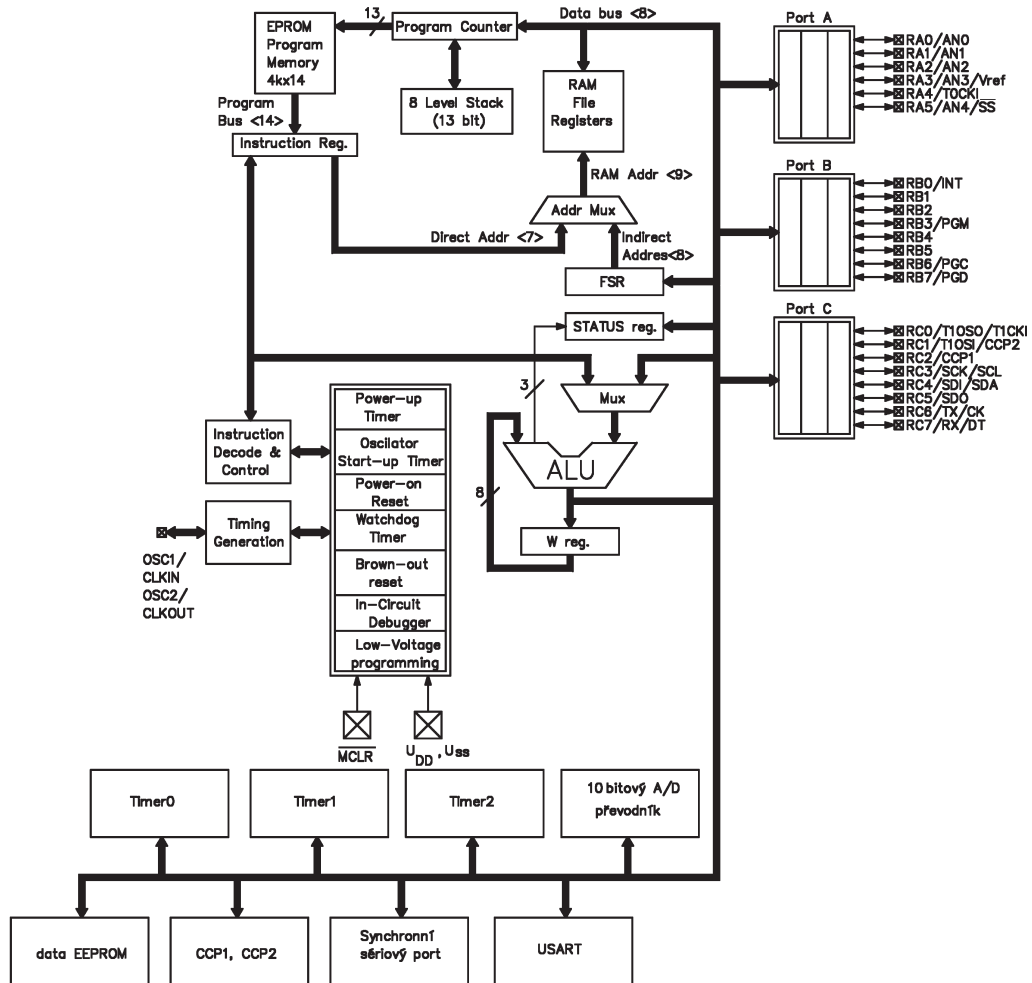 13
EPROM
Program
Memory
4kx14
Program Counter
Data bus <8>
8 Level Stack
(13 bit)
RAM
File
Registers
Program
Bus <14>
Instruction Reg.
RAM Addr <9>
Addr Mux
Direct Addr <7>
Indirect
Addres<8>
FSR
STATUS reg.
3
Mux
ALU
8
W reg.
Port A
RA0/AN0
RA1/AN1
RA2/AN2
RA3/AN3/Vref
RA4/T0CKI
RA5/AN4/SS
Port B
RB0/INT
RB1
RB2
RB3/PGM
RB4
RB5
RB6/PGC
RB7/PGD
Port C
RC0/T1OSO/T1CKI
RC1/T1OSI/CCP2
RC2/CCP1
RC3/SCK/SCL
RC4/SDI/SDA
RC5/SDO
RC6/TX/CK
RC7/RX/DT
Instruction
Decode &
Control
Timing
Generation
OSC1/
CLKIN
OSC2/
CLKOUT
Power-up
Timer
Oscilator
Start-up Timer
Power-on
Reset
Watchdog
Timer
Brown-out
reset
In-Circuit
Debugger
Low-Voltage
programming
MCLR
UDD, Uss
Timer0
Timer1
Timer2
10 bitový A/D
převodník
data EEPROM
CCP1, CCP2
Synchronní
sériový port
USART